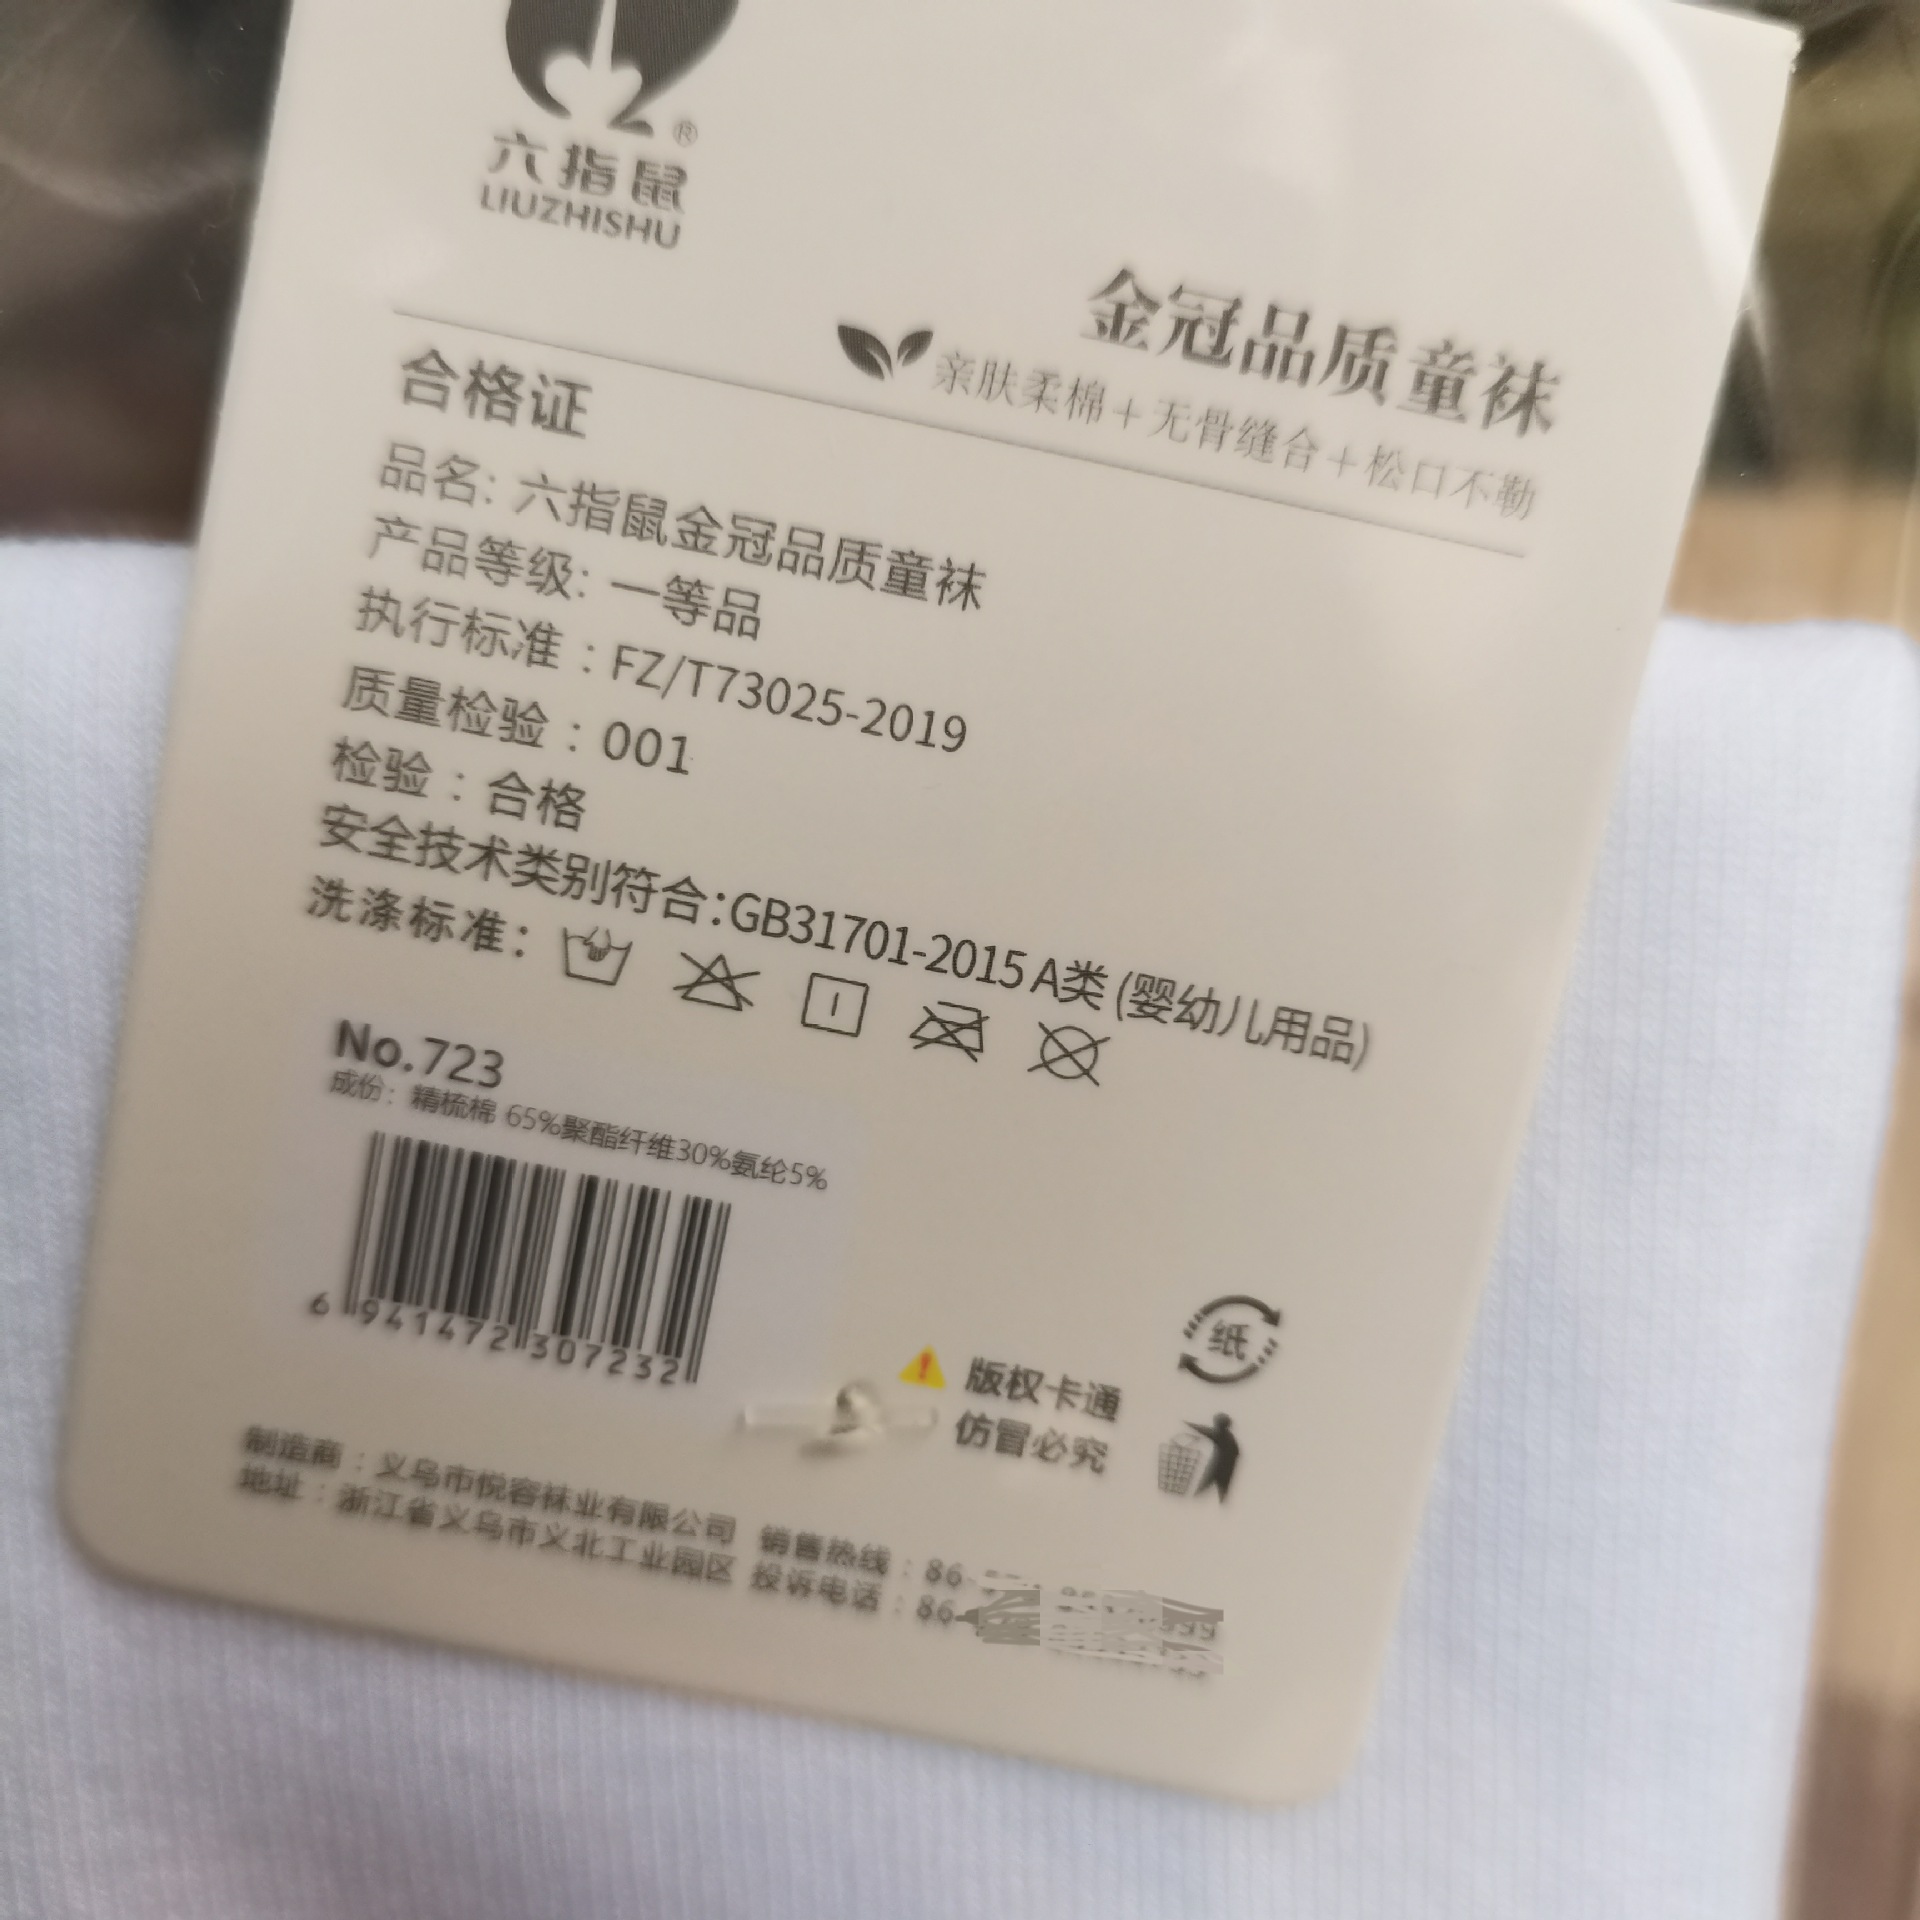 ®
六指鼠
LIUZHISHU
金冠品质童袜
亲肤柔棉+无骨缝合+松口不勒
合格证
品名: 六指鼠金冠品质童袜
产品等级: 一等品
执行标准：FZ/T73025-2019
质量检验：001
检验：合格
安全技术类别符合:GB31701-2015 A类 (婴幼儿用品)
洗涤标准：
No.723
成份：精梳棉 65%聚酯纤维30%氨纶5%
6 941472 307232
纸
版权卡通
仿冒必究
制造商：义乌市悦容袜业有限公司 销售热线：86-
地址：浙江省义乌市义北工业园区 投诉电话：86-